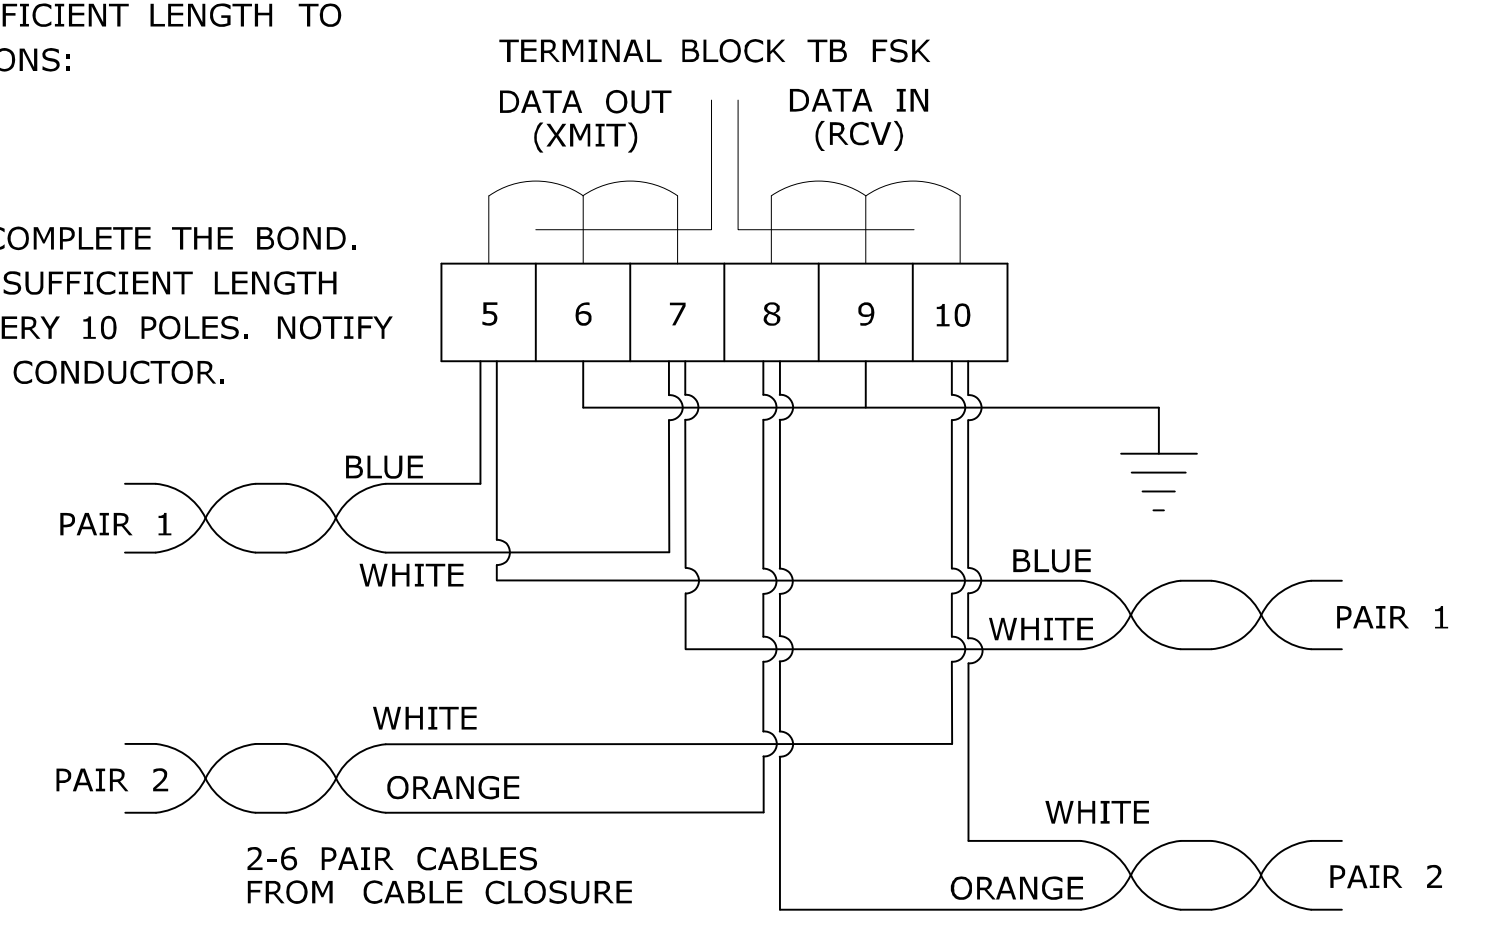 FICIENT LENGTH TO
ONS:
COMPLETE THE BOND.
SUFFICIENT LENGTH
ERY 10 POLES. NOTIFY
CONDUCTOR.
TERMINAL BLOCK TB FSK
DATA OUT
(XMIT)
DATA IN
(RCV)
5 6 7 8 9 10
BLUE
PAIR 1
WHITE
BLUE
WHITE
PAIR 1
WHITE
PAIR 2
ORANGE
WHITE
ORANGE
PAIR 2
2-6 PAIR CABLES
FROM CABLE CLOSURE